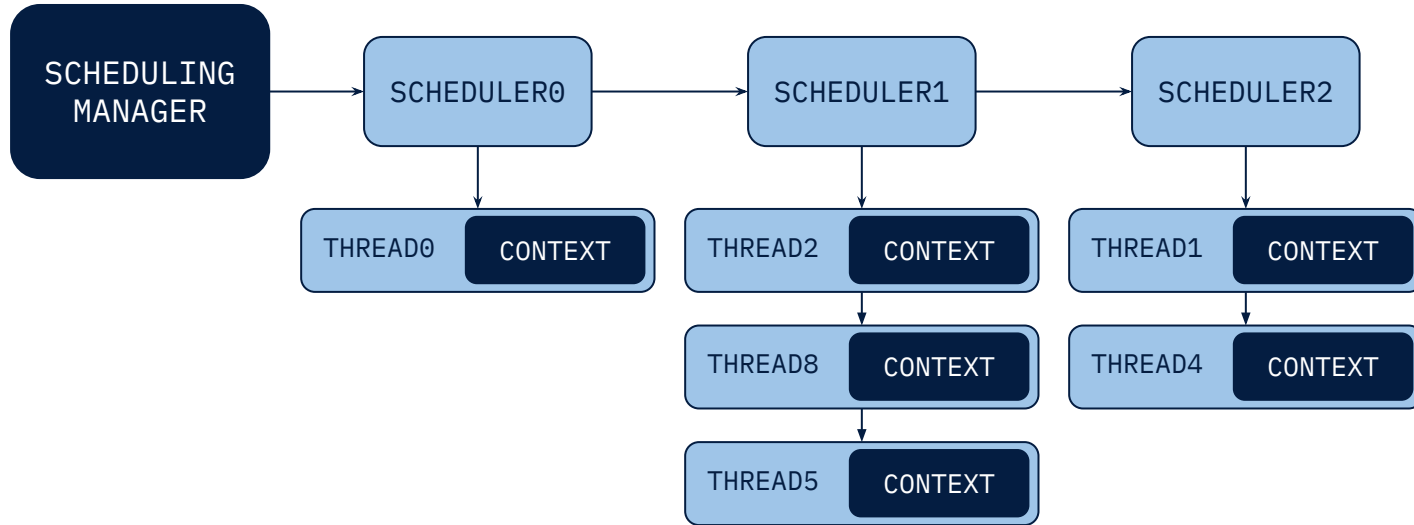 SCHEDULING
MANAGER
SCHEDULER0
SCHEDULER1
SCHEDULER2
THREAD0
CONTEXT
THREAD2
CONTEXT
THREAD1
CONTEXT
THREAD8
CONTEXT
THREAD4
CONTEXT
THREAD5
CONTEXT